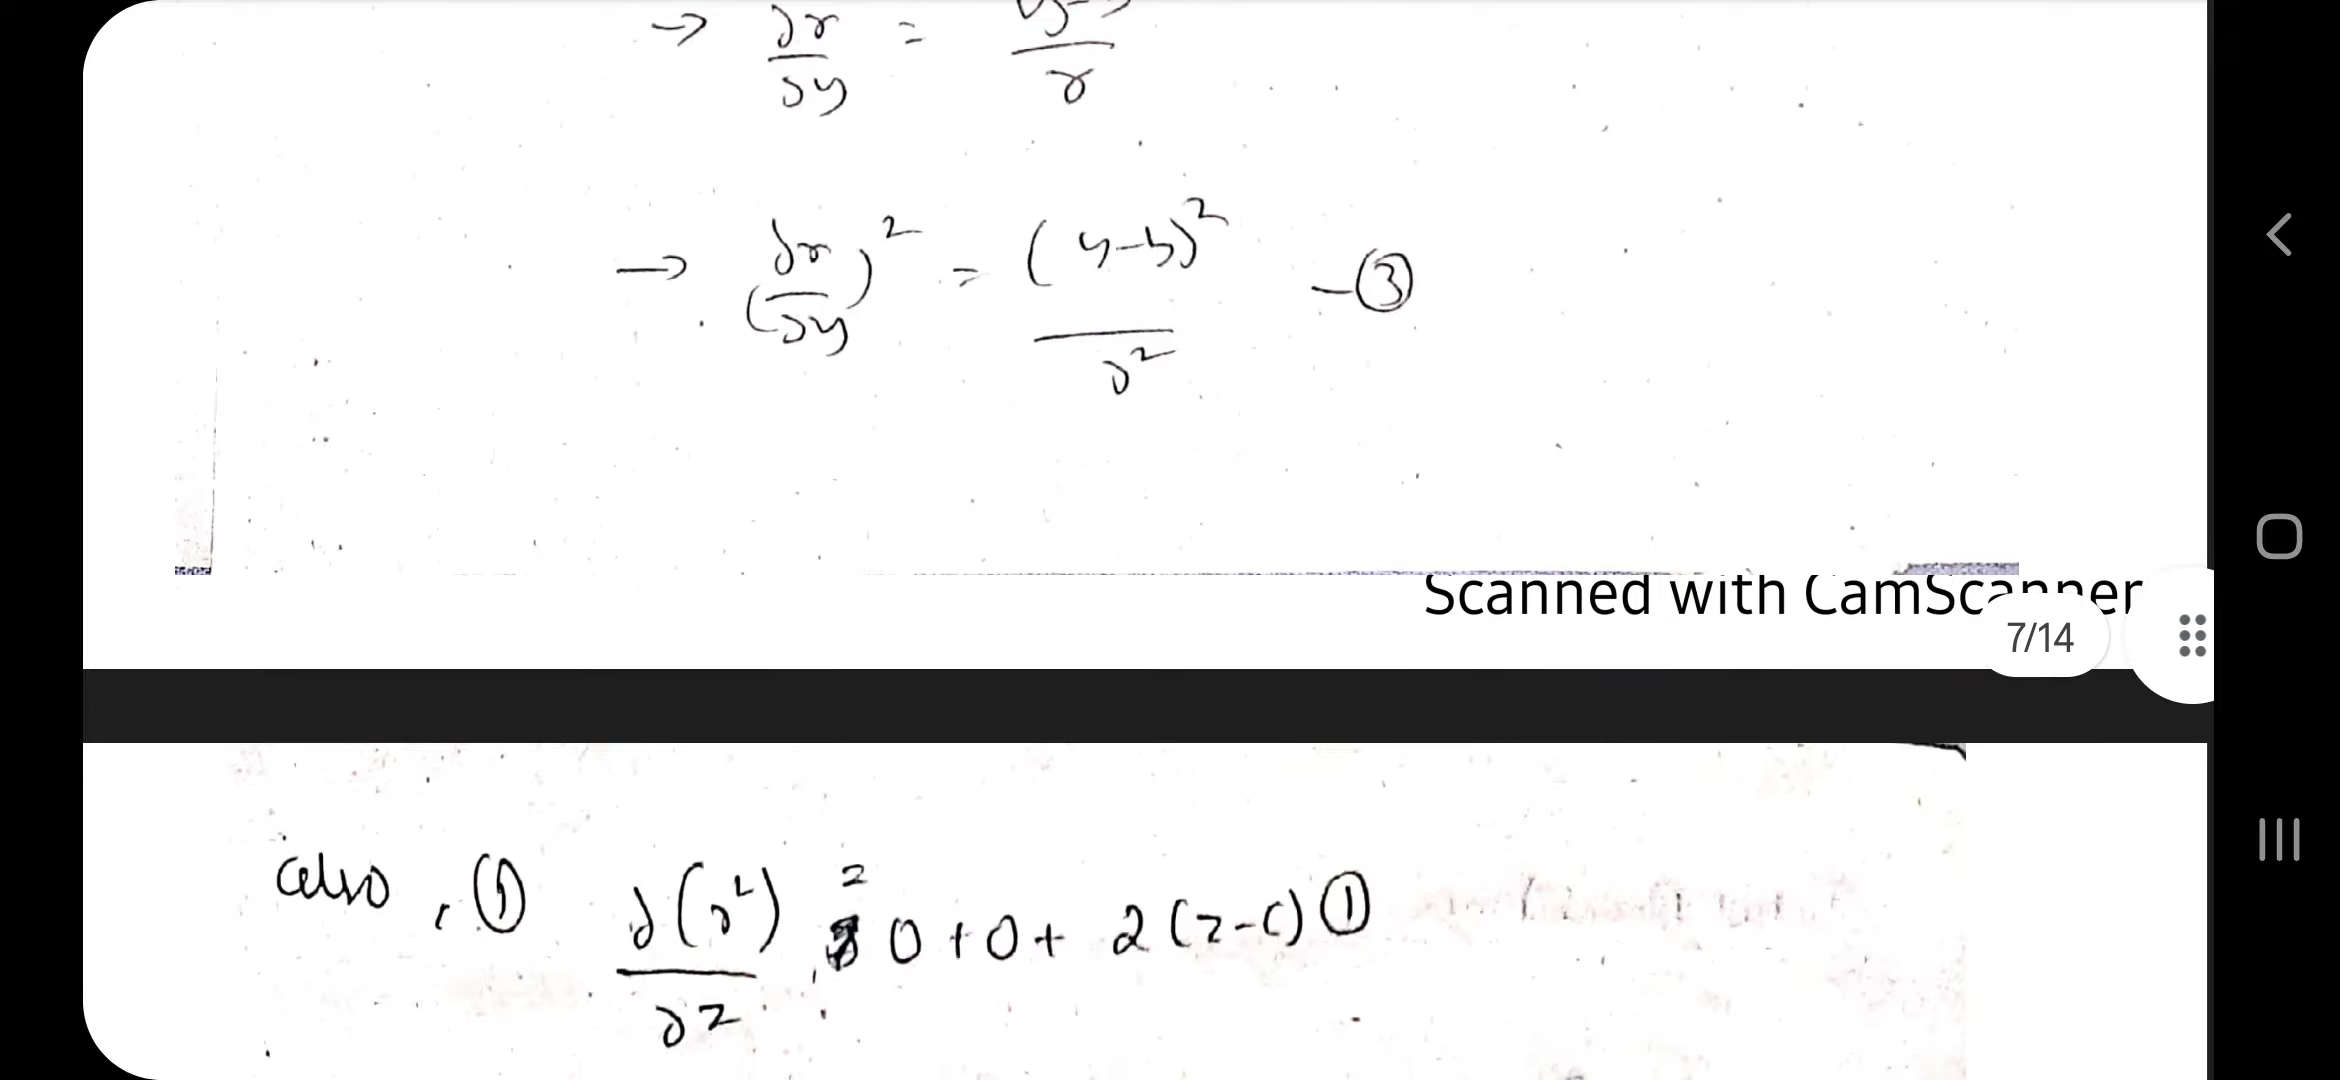 → ∂r/∂y = y-b/r
→ (∂r/∂y)² = (y-b)²/r² -③
Scanned with CamScanner
7/14
also, ① ∂(r²)/∂z = 0+0+ 2(z-c)①